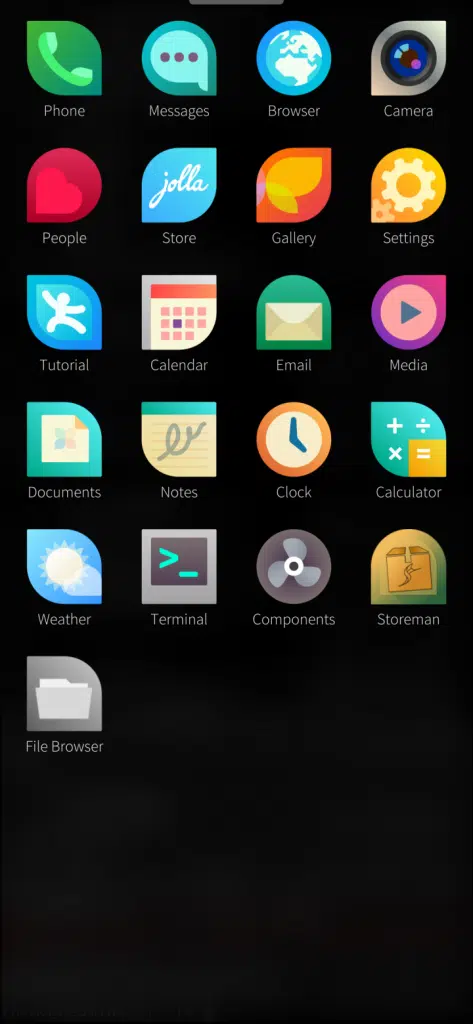 Phone Messages Browser Camera
jolla
People Store Gallery Settings
Tutorial Calendar Email Media
Documents Notes Clock Calculator
Weather Terminal Components Storeman
File Browser